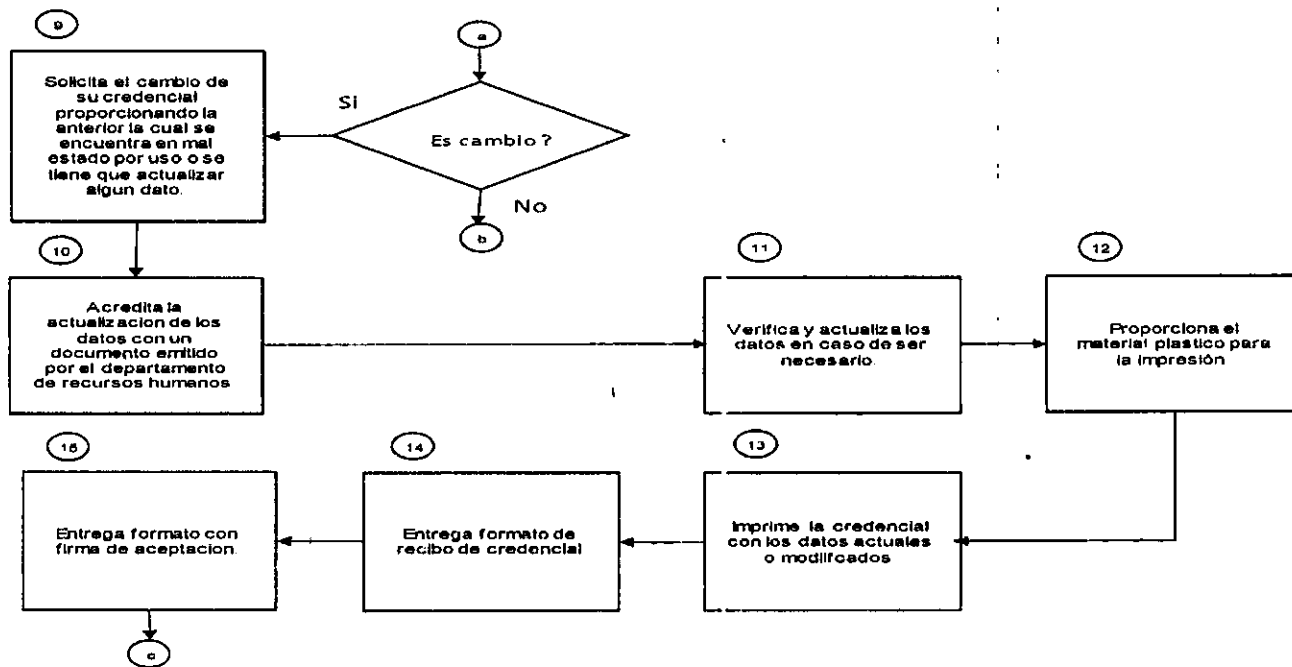 9
Solicita el cambio de
su credencial
proporcionando la
anterior la cual se
encuentra en mal
estado por uso o se
tiene que actualizar
algun dato.
a
Si
Es cambio ?
No
b
10
Acredita la
actualizacion de los
datos con un
documento emitido
por el departamento
de recursos humanos
11
Verifica y actualiza los
datos en caso de ser
necesario.
12
Proporciona el
material plastico para
la impresión
13
Imprime la credencial
con los datos actuales
o modificados
14
Entrega formato de
recibo de credencial
15
Entrega formato con
firma de aceptacion.
c